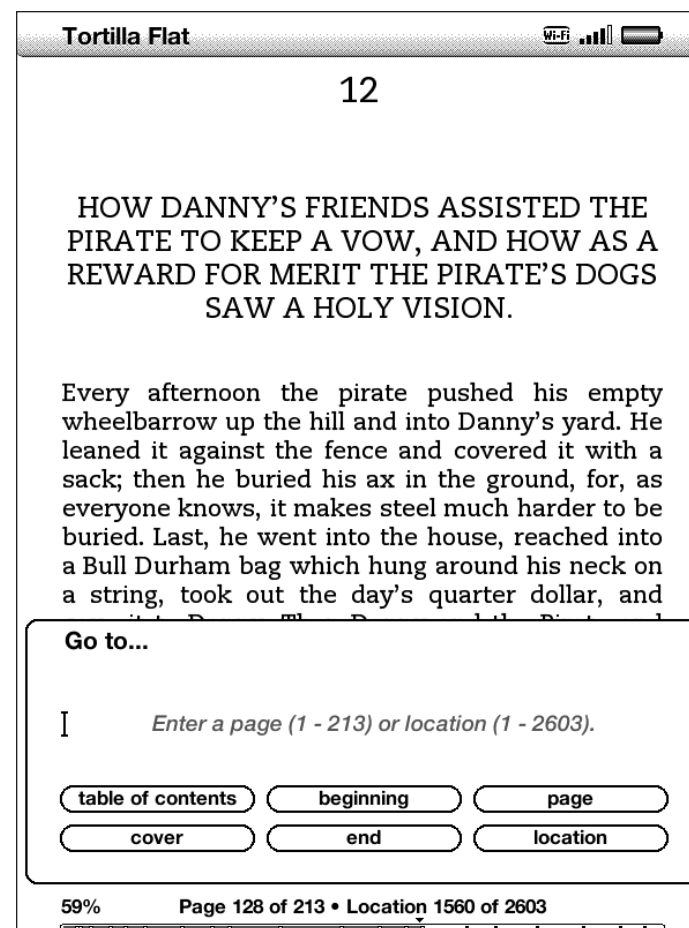 Tortilla Flat
Wi-Fi
12
HOW DANNY’S FRIENDS ASSISTED THE
PIRATE TO KEEP A VOW, AND HOW AS A
REWARD FOR MERIT THE PIRATE’S DOGS
SAW A HOLY VISION.
Every afternoon the pirate pushed his empty
wheelbarrow up the hill and into Danny’s yard. He
leaned it against the fence and covered it with a
sack; then he buried his ax in the ground, for, as
everyone knows, it makes steel much harder to be
buried. Last, he went into the house, reached into
a Bull Durham bag which hung around his neck on
a string, took out the day’s quarter dollar, and
Go to...
Enter a page (1 - 213) or location (1 - 2603).
table of contents beginning page
cover end location
59% Page 128 of 213 • Location 1560 of 2603